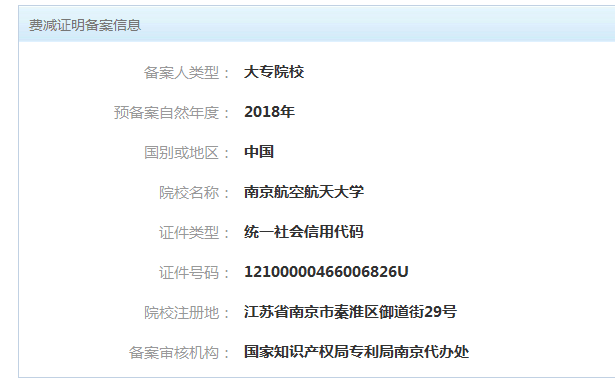 费减证明备案信息
备案人类型： 大专院校
预备案自然年度： 2018年
国别或地区： 中国
院校名称： 南京航空航天大学
证件类型： 统一社会信用代码
证件号码： 12100000466006826U
院校注册地： 江苏省南京市秦淮区御道街29号
备案审核机构： 国家知识产权局专利局南京代办处